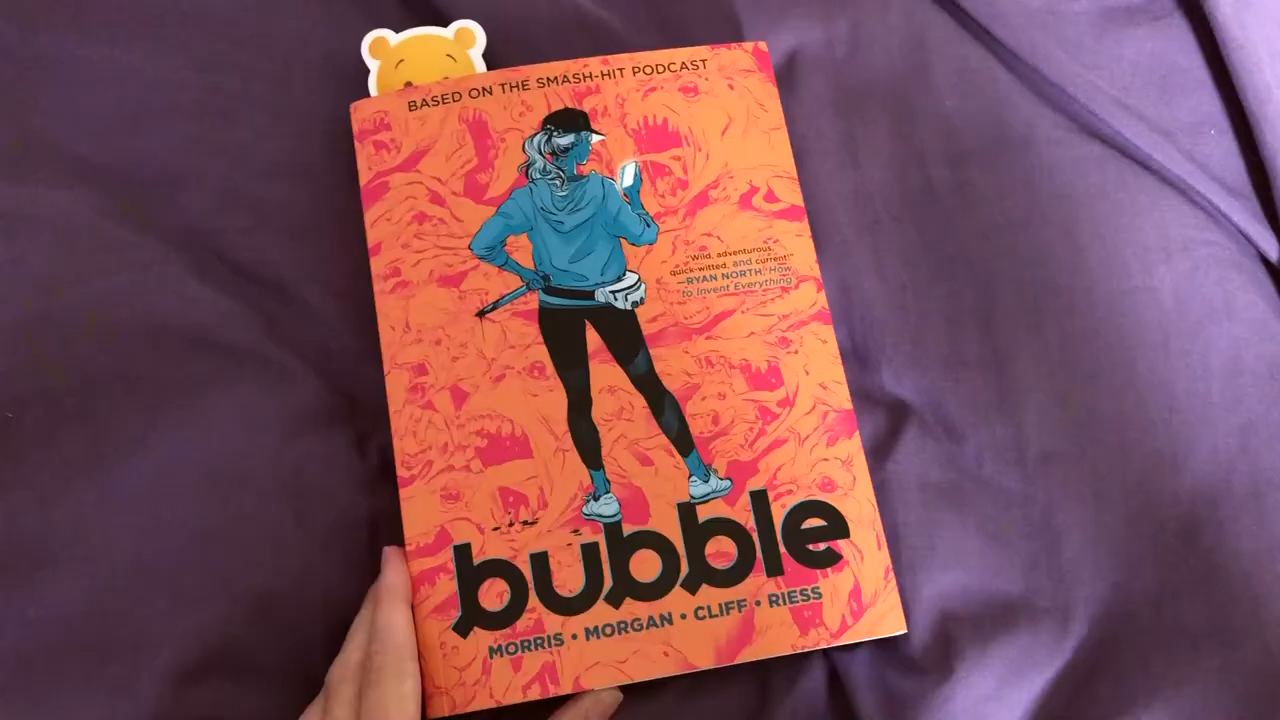 BASED ON THE SMASH-HIT PODCAST
"Wild, adventurous,
quick-witted, and current!"
—RYAN NORTH, How
to Invent Everything
bubble
MORRIS • MORGAN • CLIFF • RIESS